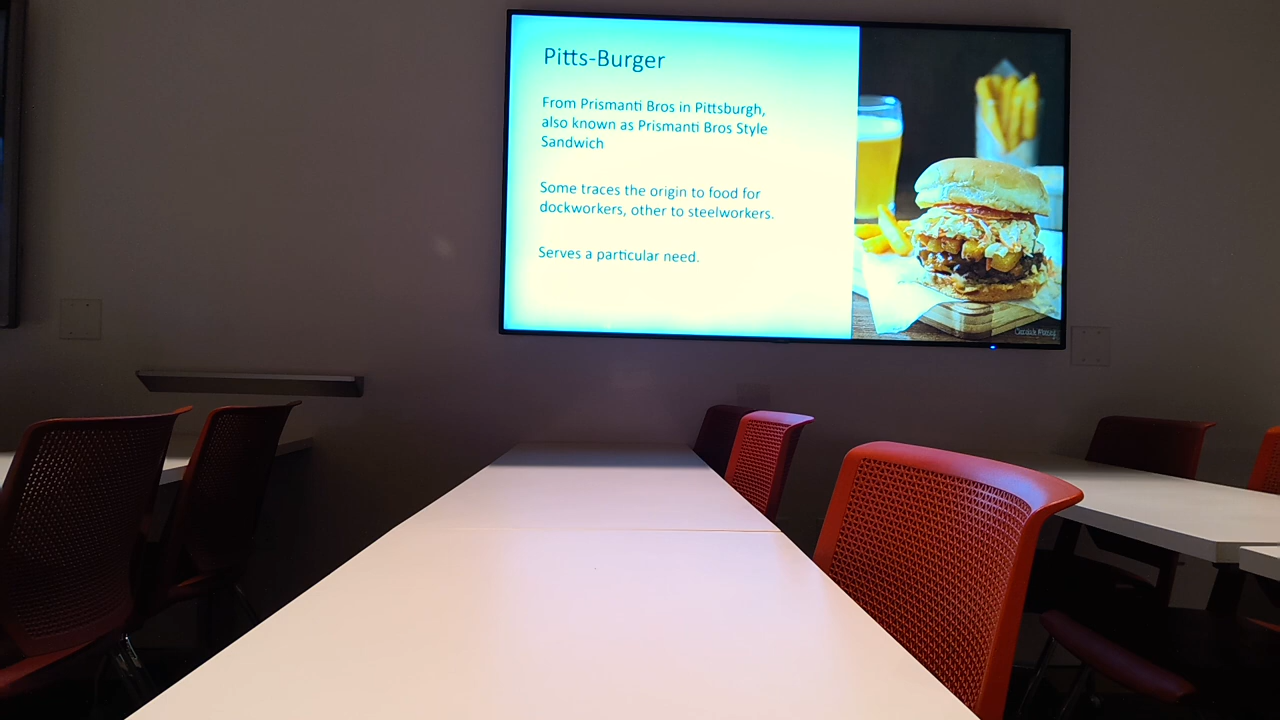 Pitts-Burger
From Prismanti Bros in Pittsburgh,
also known as Prismanti Bros Style
Sandwich
Some traces the origin to food for
dockworkers, other to steelworkers.
Serves a particular need.